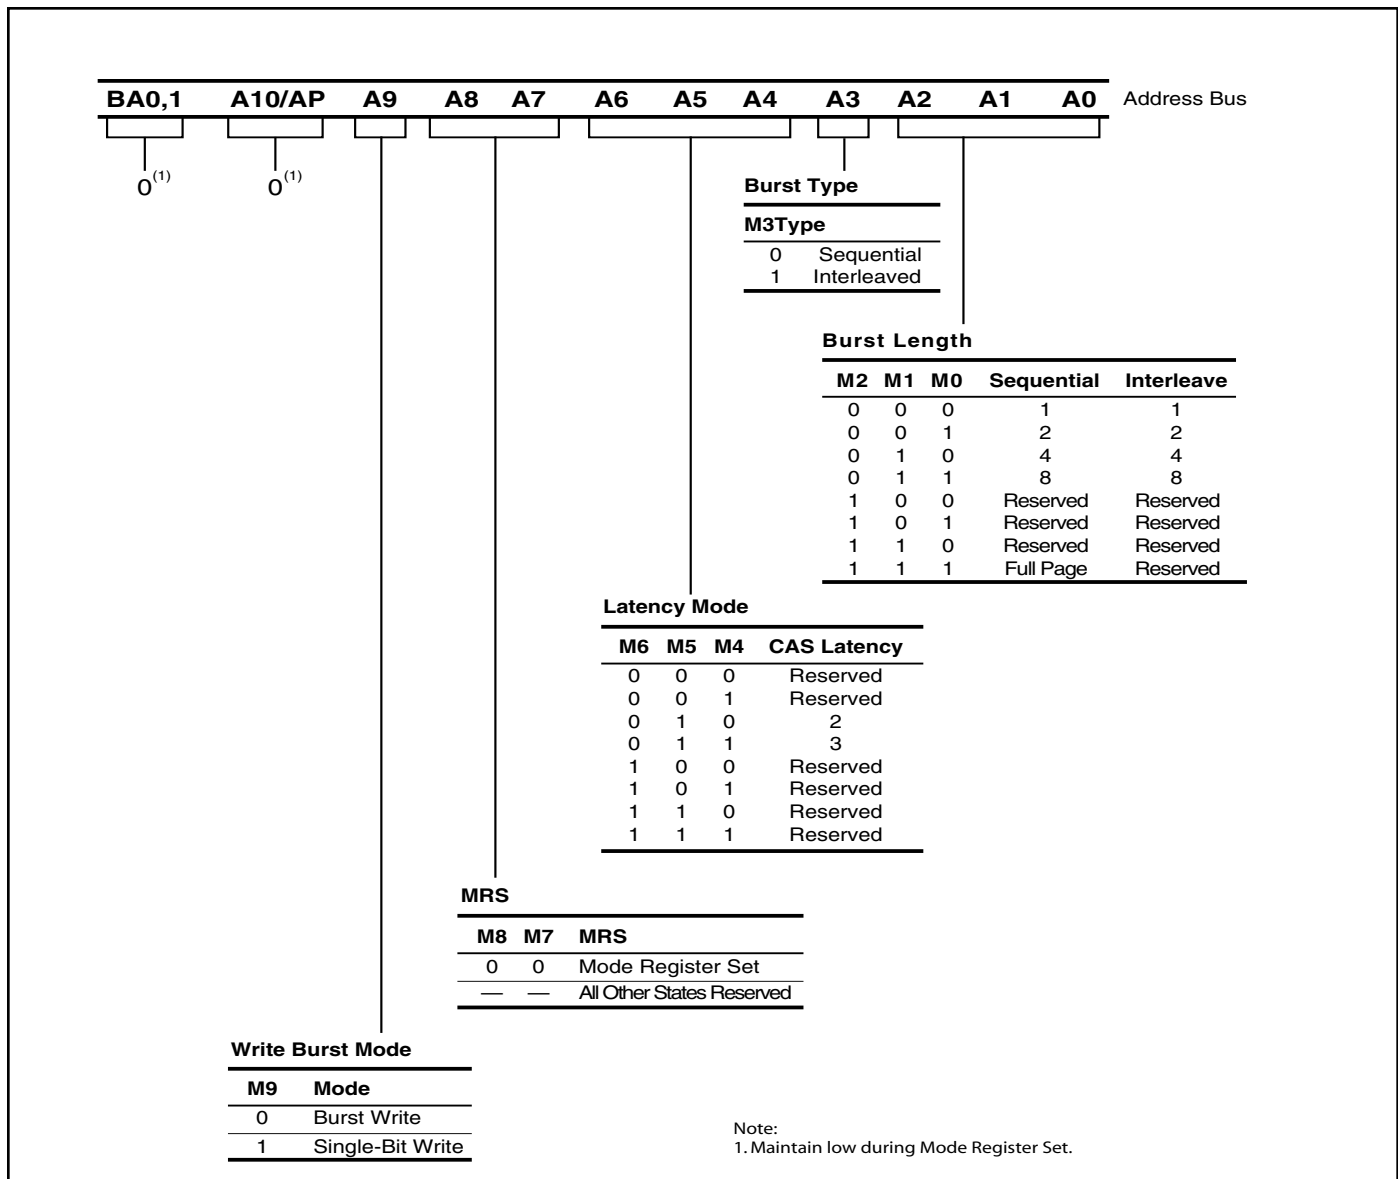 BA0,1 A10/AP A9 A8 A7 A6 A5 A4 A3 A2 A1 A0 Address Bus
0(1) 0(1)
Burst Type
M3Type
0 Sequential
1 Interleaved
Burst Length
M2 M1 M0 Sequential Interleave
0 0 0 1 1
0 0 1 2 2
0 1 0 4 4
0 1 1 8 8
1 0 0 Reserved Reserved
1 0 1 Reserved Reserved
1 1 0 Reserved Reserved
1 1 1 Full Page Reserved
Latency Mode
M6 M5 M4 CAS Latency
0 0 0 Reserved
0 0 1 Reserved
0 1 0 2
0 1 1 3
1 0 0 Reserved
1 0 1 Reserved
1 1 0 Reserved
1 1 1 Reserved
MRS
M8 M7 MRS
0 0 Mode Register Set
— — All Other States Reserved
Write Burst Mode
M9 Mode
0 Burst Write
1 Single-Bit Write
Note:
1. Maintain low during Mode Register Set.